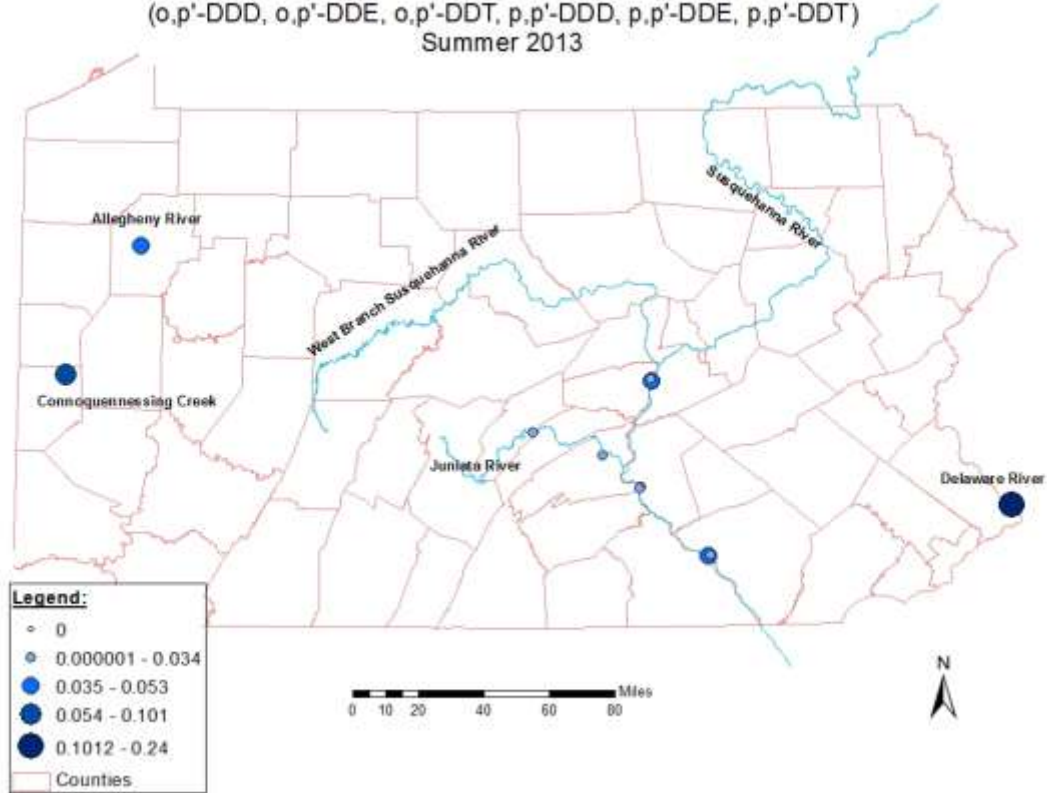 (o,p'-DDD, o,p'-DDE, o,p'-DDT, p,p'-DDD, p,p'-DDE, p,p'-DDT)
Summer 2013
Susquehanna River
Allegheny River
West Branch Susquehanna River
Connoquennessing Creek
Juniata River
Delaware River
Legend:
0
0.000001 - 0.034
0.035 - 0.053
0.054 - 0.101
0.1012 - 0.24
Counties
Miles
0 10 20 40 60 80
N